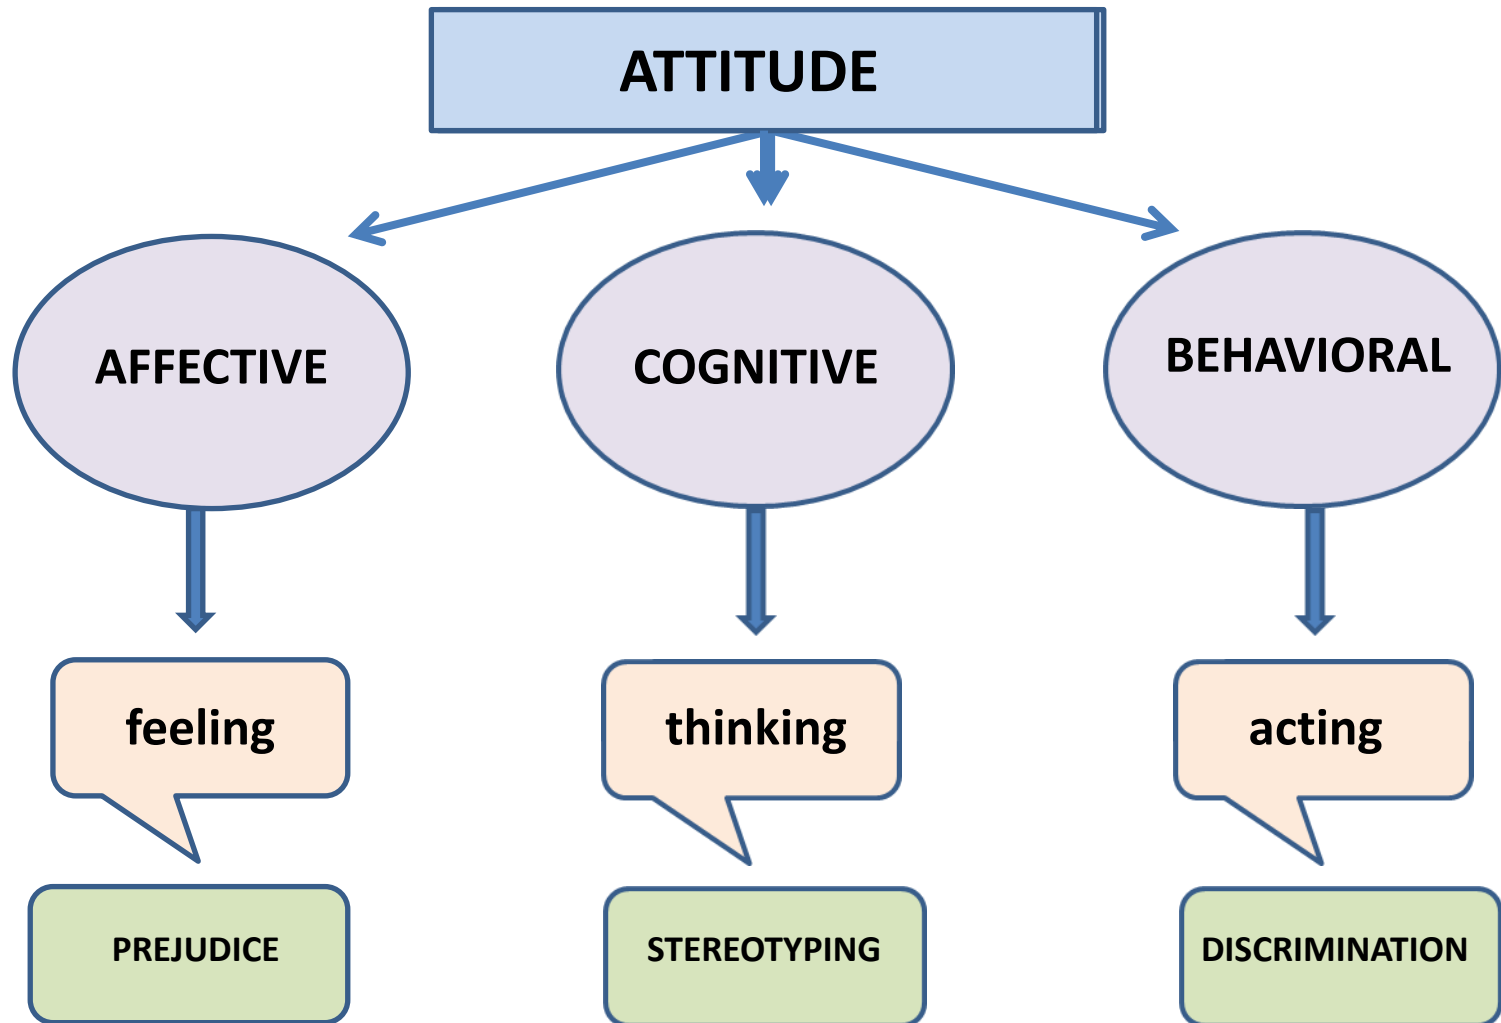 ATTITUDE
AFFECTIVE
COGNITIVE
BEHAVIORAL
feeling
thinking
acting
PREJUDICE
STEREOTYPING
DISCRIMINATION